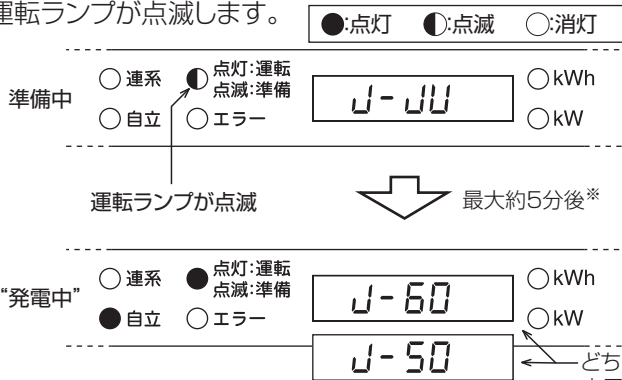 運転ランプが点滅します。
●:点灯 ◐:点滅 ○:消灯
準備中
○連系 ◐点灯:運転
点滅:準備
○自立 ○エラー
J-JU
○kWh
○kW
運転ランプが点滅
最大約5分後※
“発電中”
○連系 ●点灯:運転
点滅:準備
●自立 ○エラー
J-60
○kWh
○kW
J-50
どち